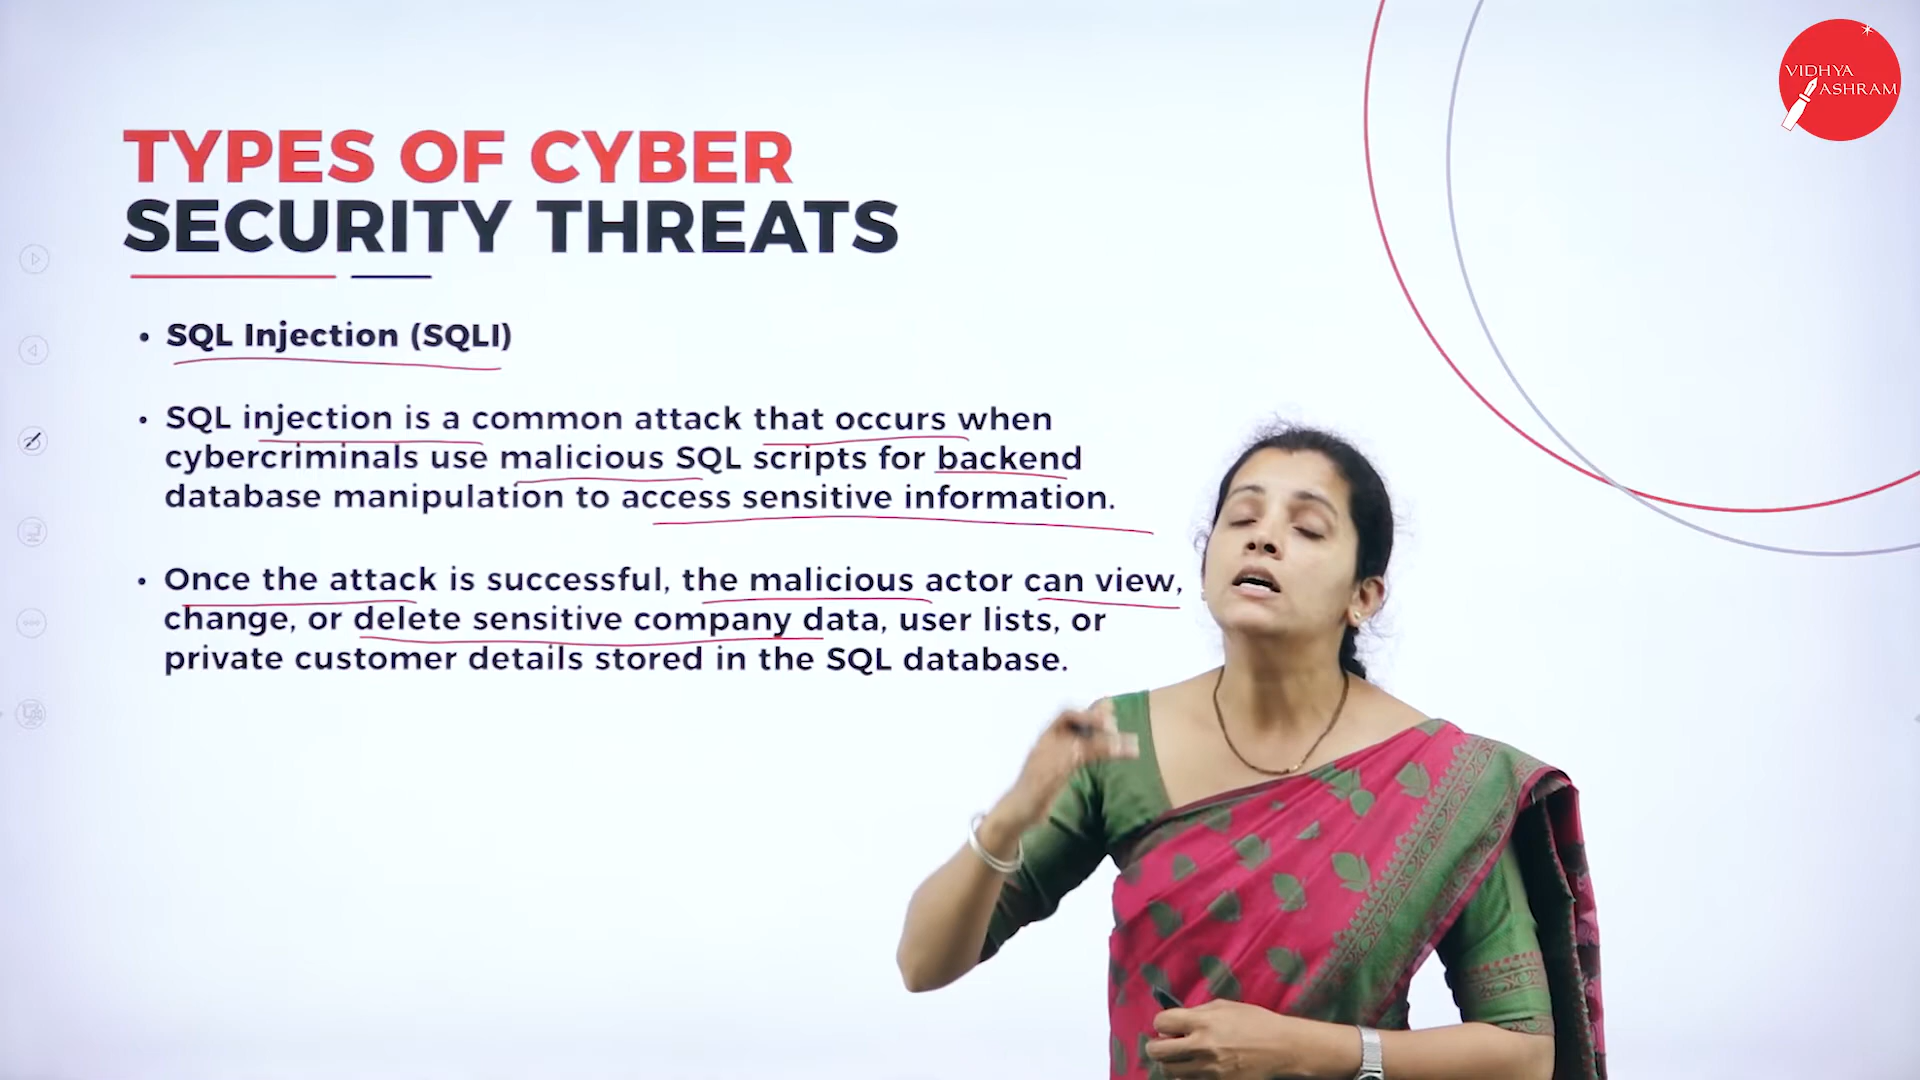 VIDHYA
ASHRAM
TYPES OF CYBER
SECURITY THREATS
• SQL Injection (SQLI)
• SQL injection is a common attack that occurs when
cybercriminals use malicious SQL scripts for backend
database manipulation to access sensitive information.
• Once the attack is successful, the malicious actor can view,
change, or delete sensitive company data, user lists, or
private customer details stored in the SQL database.